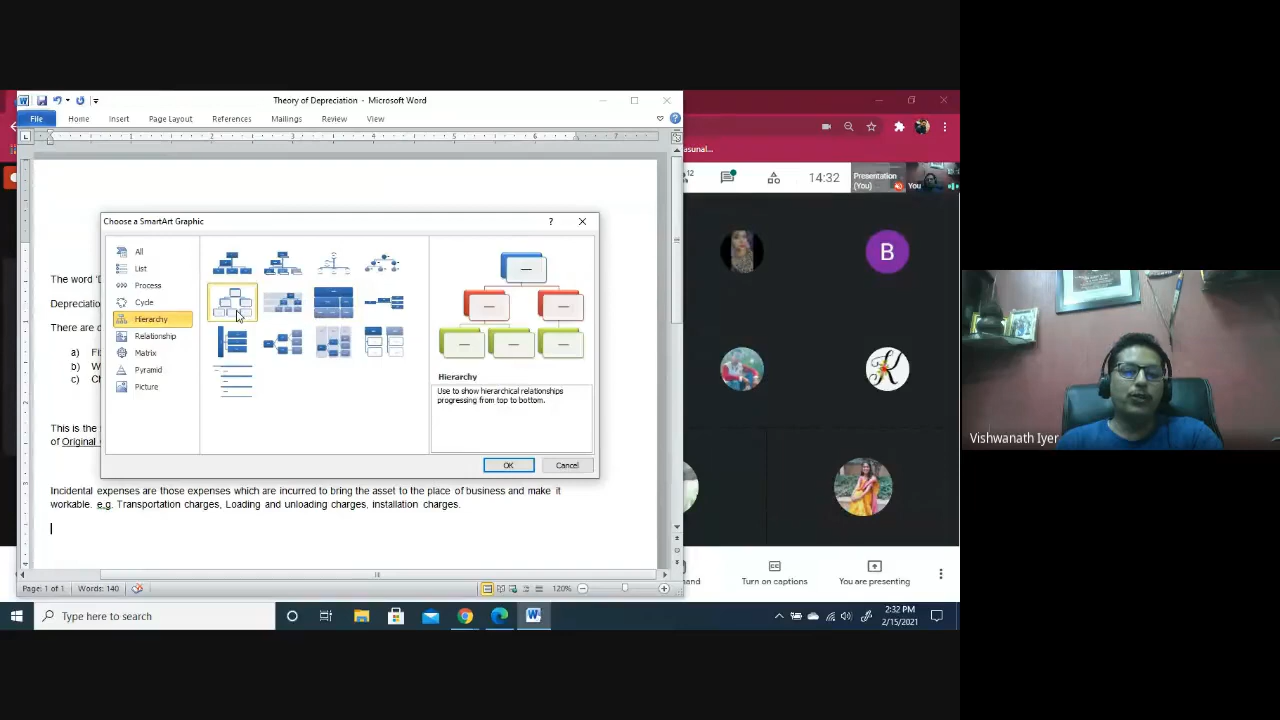 Theory of Depreciation - Microsoft Word
File Home Insert Page Layout References Mailings Review View
asunal...
12
14:32
Presentation
(You)
You
Choose a SmartArt Graphic
All
List
Process
Cycle
Hierarchy
Relationship
Matrix
Pyramid
Picture
Hierarchy
Use to show hierarchical relationships
progressing from top to bottom.
OK Cancel
The word 'D
Depreciatio
There are c
a) Fi
b) W
c) Ch
This is the p
of Original
Incidental expenses are those expenses which are incurred to bring the asset to the place of business and make it
workable. e.g. Transportation charges, Loading and unloading charges, installation charges.
B
K
Vishwanath Iyer
and
Turn on captions
You are presenting
Page: 1 of 1 Words: 140 120%
Type here to search
2:32 PM
2/15/2021